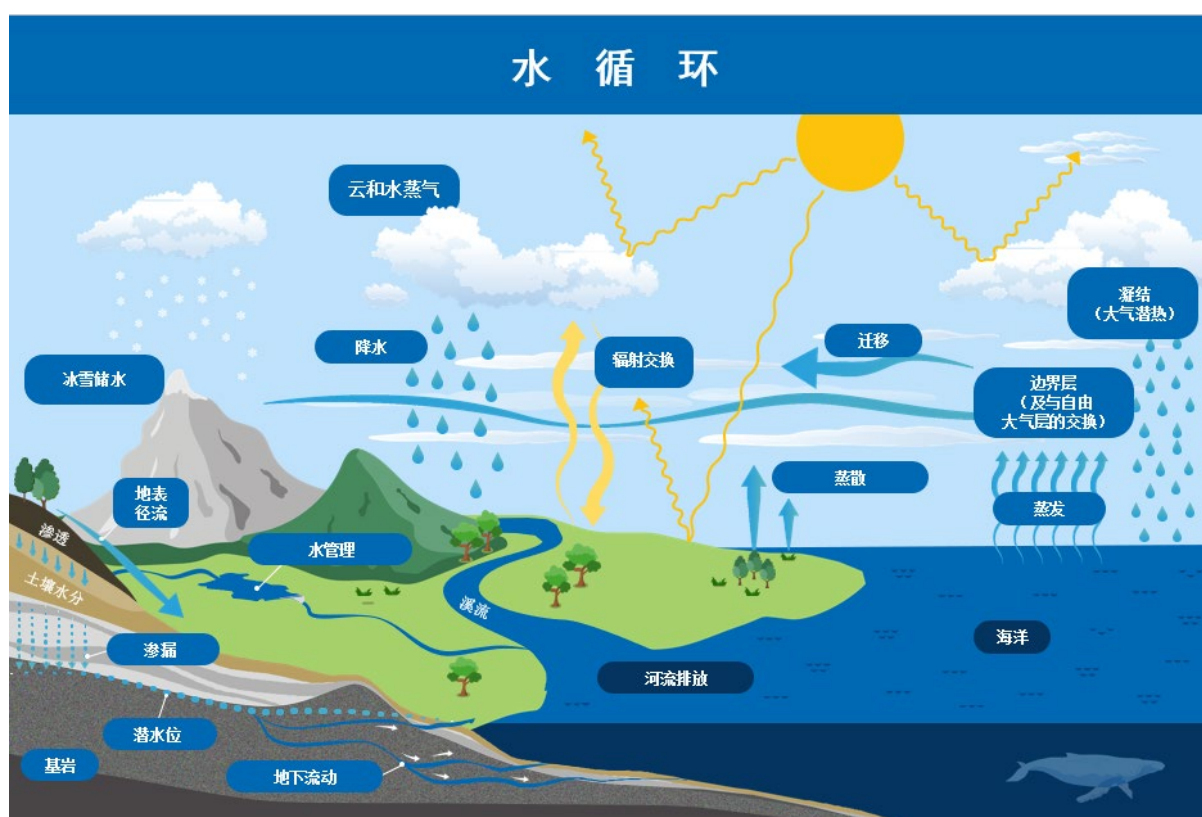 水 循 环
云和水蒸气
凝结
（大气潜热）
降水
辐射交换
迁移
冰雪储水
边界层
（及与自由
大气层的交换）
蒸散
地表
径流
蒸发
渗透
水管理
土壤水分
溪流
海洋
渗漏
河流排放
潜水位
基岩
地下流动